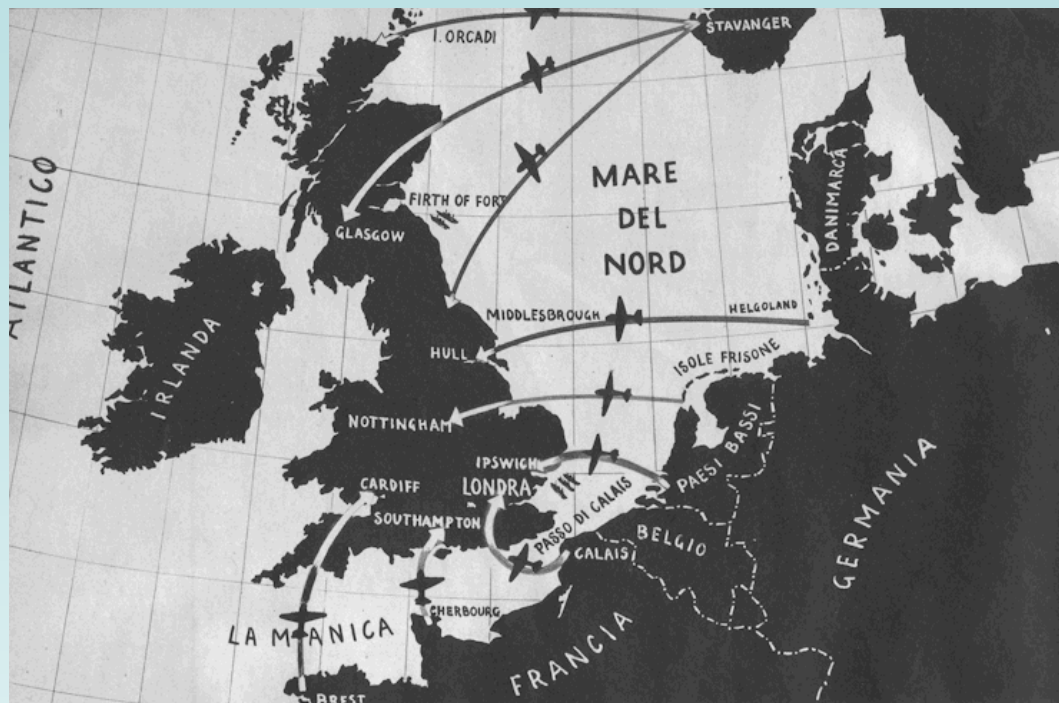 STAVANGER
I. ORCADI
MARE
DEL
NORD
DANIMARCA
FIRTH OF FORT
GLASGOW
ATLANTICO
MIDDLESBROUGH
HELGOLAND
HULL
ISOLE FRISONE
IRLANDA
NOTTINGHAM
PAESI BASSI
IPSWICH
CARDIFF
LONDRA
SOUTHAMPTON
PASSO DI CALAIS
BELGIO
CALAIS
GERMANIA
CHERBOURG
LA MANICA
FRANCIA
BREST